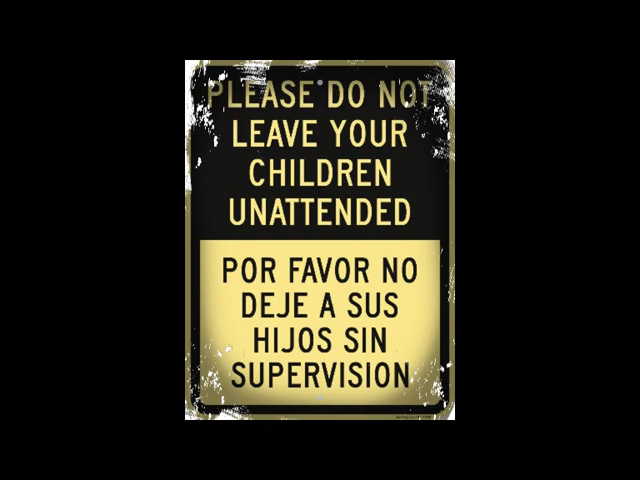 PLEASE DO NOT
LEAVE YOUR
CHILDREN
UNATTENDED
POR FAVOR NO
DEJE A SUS
HIJOS SIN
SUPERVISION